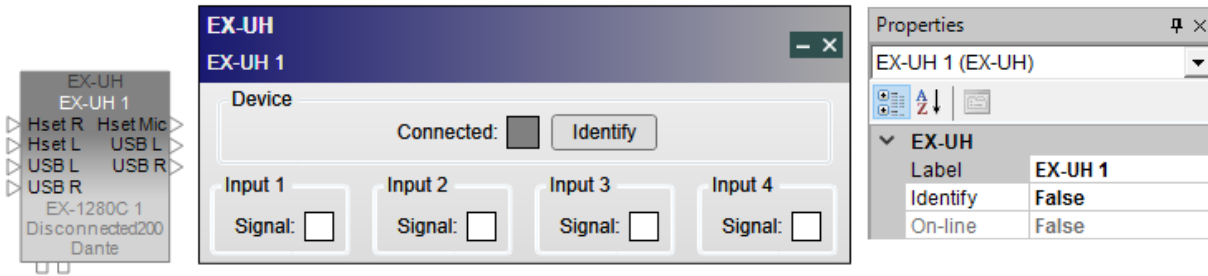 EX-UH
EX-UH 1
Hset R Hset Mic
Hset L USB L
USB L USB R
USB R
EX-1280C 1
Disconnected200
Dante
EX-UH
EX-UH 1
Device
Connected: Identify
Input 1 Input 2 Input 3 Input 4
Signal: Signal: Signal: Signal:
Properties
EX-UH 1 (EX-UH)
EX-UH
Label EX-UH 1
Identify False
On-line False